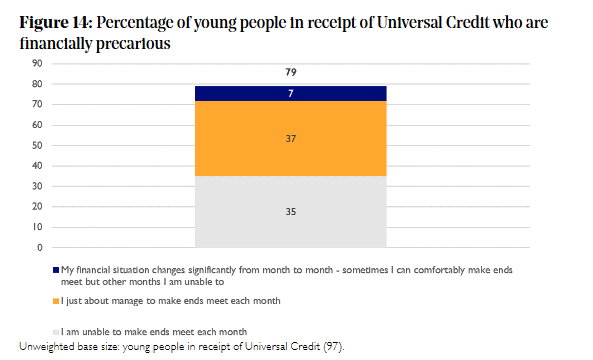 Figure 14: Percentage of young people in receipt of Universal Credit who are
financially precarious
90
80
70
60
50
40
30
20
10
0
79
7
37
35
My financial situation changes significantly from month to month - sometimes I can comfortably make ends
meet but other months I am unable to
I just about manage to make ends meet each month
I am unable to make ends meet each month
Unweighted base size: young people in receipt of Universal Credit (97).